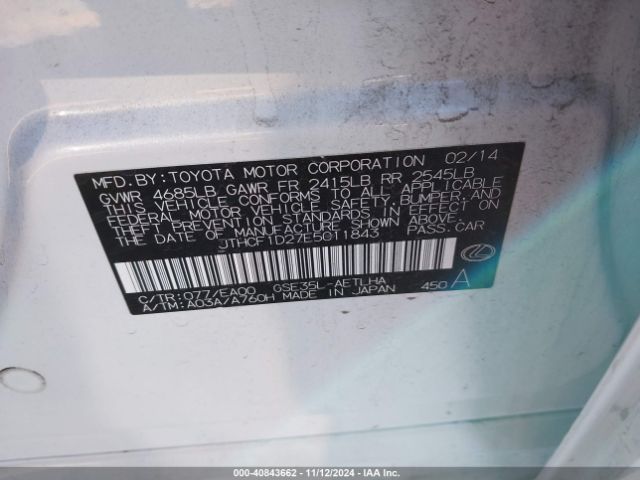 MFD. BY: TOYOTA MOTOR CORPORATION 02/14
GVWR 4685LB GAWR FR 2415LB RR 2545LB
THIS VEHICLE CONFORMS TO ALL APPLICABLE
FEDERAL MOTOR VEHICLE SAFETY, BUMPER, AND
THEFT PREVENTION STANDARDS IN EFFECT ON
THE DATE OF MANUFACTURE SHOWN ABOVE.
JTHCF1D27E5011843 PASS. CAR
C/TR: 077/EA00 GSE35L-AETLHA 450 A
A/TM: A03A/A760H MADE IN JAPAN
000-40843662 - 11/12/2024 - IAA Inc.